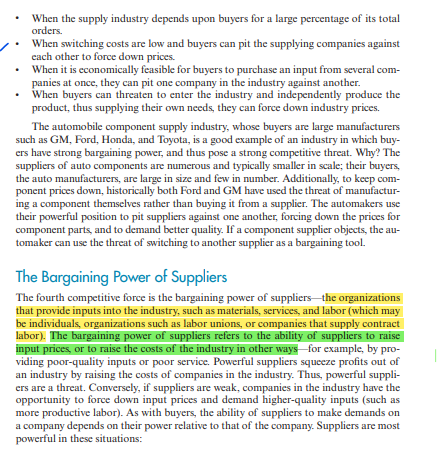 • When the supply industry depends upon buyers for a large percentage of its total
orders.
• When switching costs are low and buyers can pit the supplying companies against
each other to force down prices.
• When it is economically feasible for buyers to purchase an input from several com-
panies at once, they can pit one company in the industry against another.
• When buyers can threaten to enter the industry and independently produce the
product, thus supplying their own needs, they can force down industry prices.
The automobile component supply industry, whose buyers are large manufacturers
such as GM, Ford, Honda, and Toyota, is a good example of an industry in which buy-
ers have strong bargaining power, and thus pose a strong competitive threat. Why? The
suppliers of auto components are numerous and typically smaller in scale; their buyers,
the auto manufacturers, are large in size and few in number. Additionally, to keep com-
ponent prices down, historically both Ford and GM have used the threat of manufactur-
ing a component themselves rather than buying it from a supplier. The automakers use
their powerful position to pit suppliers against one another, forcing down the prices for
component parts, and to demand better quality. If a component supplier objects, the au-
tomaker can use the threat of switching to another supplier as a bargaining tool.
The Bargaining Power of Suppliers
The fourth competitive force is the bargaining power of suppliers—the organizations
that provide inputs into the industry, such as materials, services, and labor (which may
be individuals, organizations such as labor unions, or companies that supply contract
labor). The bargaining power of suppliers refers to the ability of suppliers to raise
input prices, or to raise the costs of the industry in other ways—for example, by pro-
viding poor-quality inputs or poor service. Powerful suppliers squeeze profits out of
an industry by raising the costs of companies in the industry. Thus, powerful suppli-
ers are a threat. Conversely, if suppliers are weak, companies in the industry have the
opportunity to force down input prices and demand higher-quality inputs (such as
more productive labor). As with buyers, the ability of suppliers to make demands on
a company depends on their power relative to that of the company. Suppliers are most
powerful in these situations: